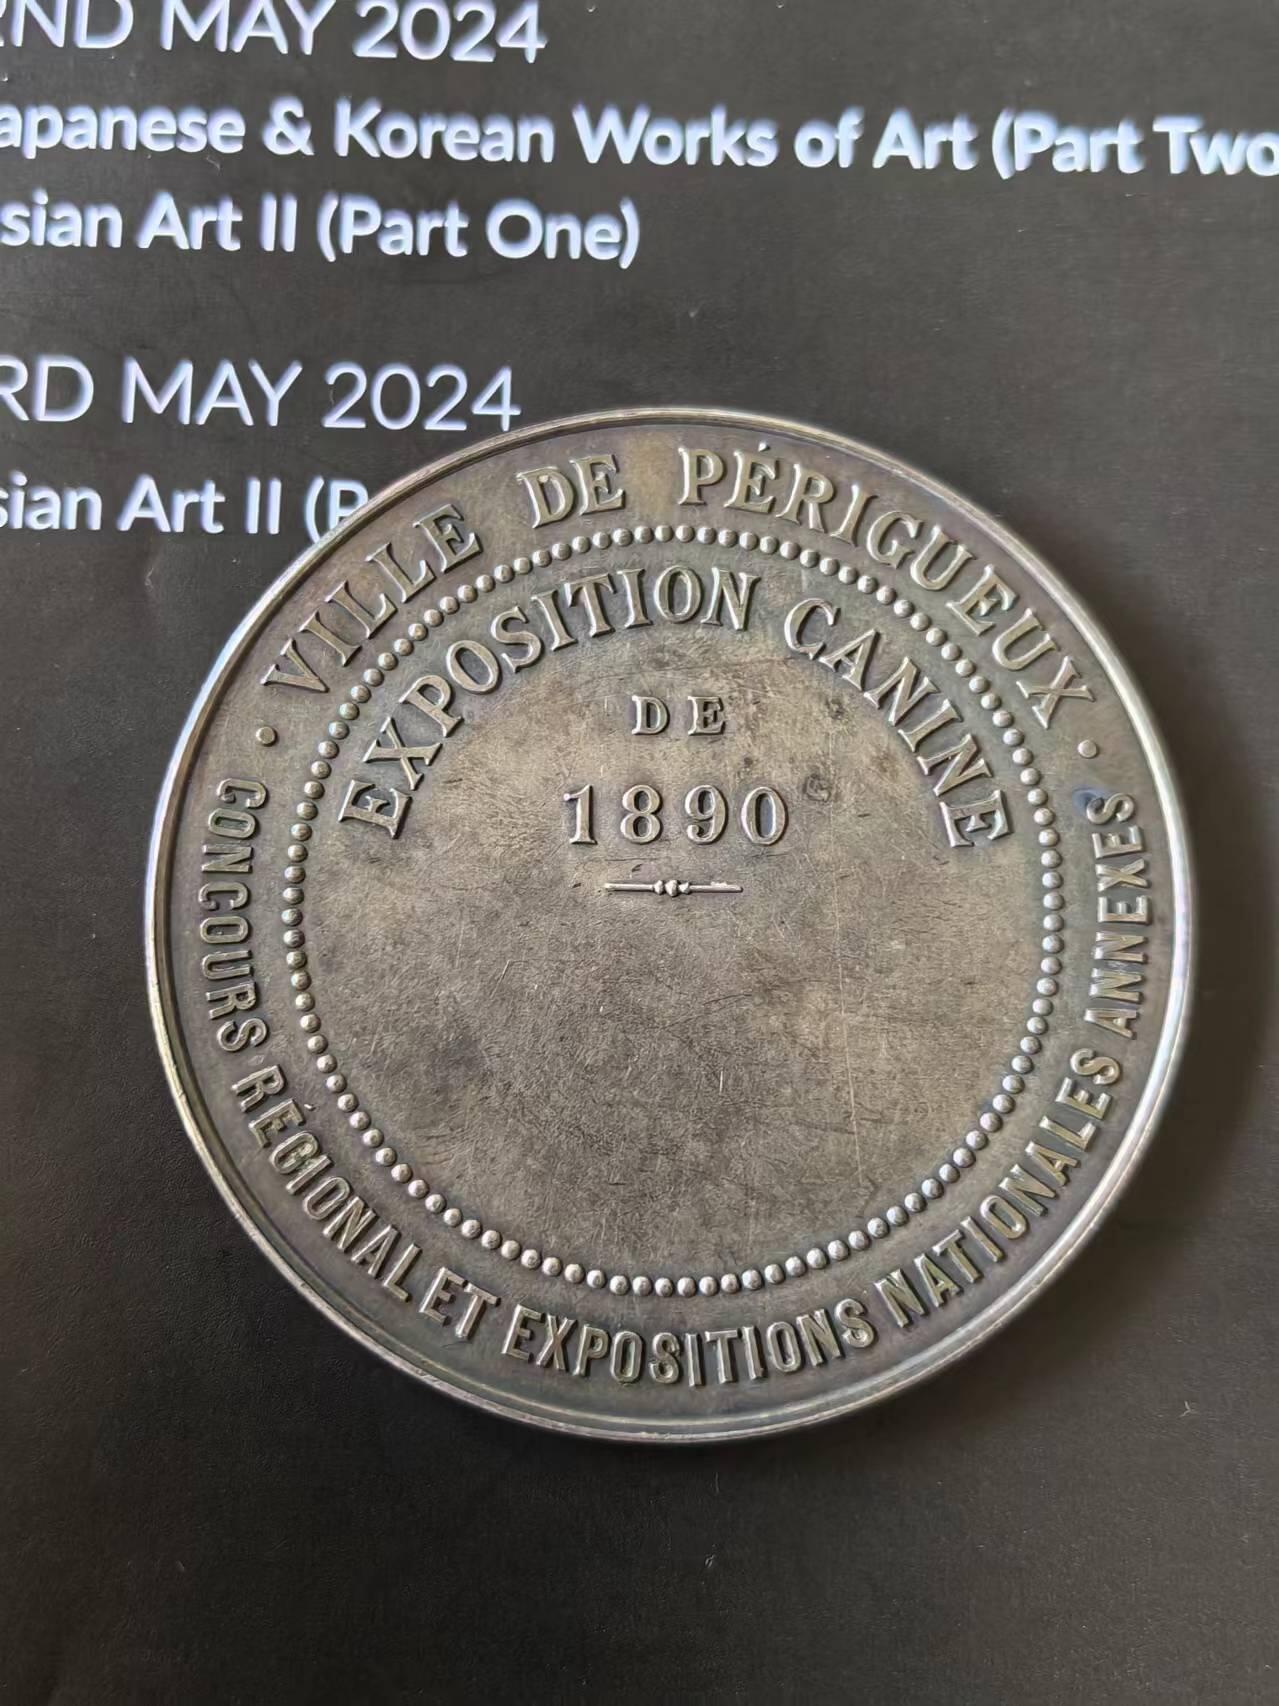 2ND MAY 2024
apanese & Korean Works of Art (Part Two
sian Art II (Part One)
RD MAY 2024
sian Art II (P
VILLE DE PÉRIGUEUX
EXPOSITION CANINE
DE
1890
CONCOURS RÉGIONAL ET EXPOSITIONS NATIONALES ANNEXES